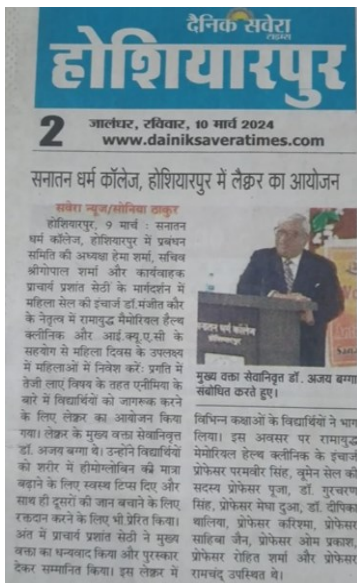 दैनिक सवेरा
टाइम्स
होशियारपुर
2
जालंधर, रविवार, 10 मार्च 2024
www.dainiksaveratimes.com
सनातन धर्म कॉलेज, होशियारपुर में लैक्चर का आयोजन
सवेरा न्यूज/सोनिया ठाकुर
होशियारपुर, 9 मार्च : सनातन
धर्म कॉलेज, होशियारपुर में प्रबंधन
समिति की अध्यक्षा हेमा शर्मा, सचिव
श्रीगोपाल शर्मा और कार्यवाहक
प्राचार्य प्रशांत सेठी के मार्गदर्शन में
महिला सेल की इंचार्ज डॉ.मंजीत कौर
के नेतृत्व में रामायुद्ध मैमोरियल हैल्थ
क्लीनिक और आई.क्यू.ए.सी के
सहयोग से महिला दिवस के उपलक्ष्य
में महिलाओं में निवेश करें: प्रगति में
तेजी लाए विषय के तहत एनीमिया के
बारे में विद्यार्थियों को जागरूक करने
के लिए लेक्चर का आयोजन किया
गया। लेक्चर के मुख्य वक्ता सेवानिवृत्त
डॉ. अजय बग्गा थे। उन्होंने विद्यार्थियों
को शरीर में हीमोग्लोबिन की मात्रा
बढ़ाने के लिए स्वस्थ टिप्स दिए और
साथ ही दूसरों की जान बचाने के लिए
रक्तदान करने के लिए भी प्रेरित किया।
अंत में प्राचार्य प्रशांत सेठी ने मुख्य
वक्ता का धन्यवाद किया और पुरस्कार
देकर सम्मानित किया। इस लेक्चर में
सनातन धर्म कॉलेज
मुख्य वक्ता सेवानिवृत्त डॉ. अजय बग्गा
संबोधित करते हुए।
विभिन्न कक्षाओं के विद्यार्थियों ने भाग
लिया। इस अवसर पर रामायुद्ध
मेमोरियल हेल्थ क्लीनिक के इंचार्ज
प्रोफेसर परमवीर सिंह, वूमेन सेल की
सदस्य प्रोफेसर पूजा, डॉ. गुरचरण
सिंह, प्रोफेसर मेघा दुआ, डॉ. दीपिका
थालिया, प्रोफेसर करिश्मा, प्रोफेसर
साहिबा जैन, प्रोफेसर ओम प्रकाश,
प्रोफेसर रोहित शर्मा और प्रोफेसर
रामचंद उपस्थित थे।